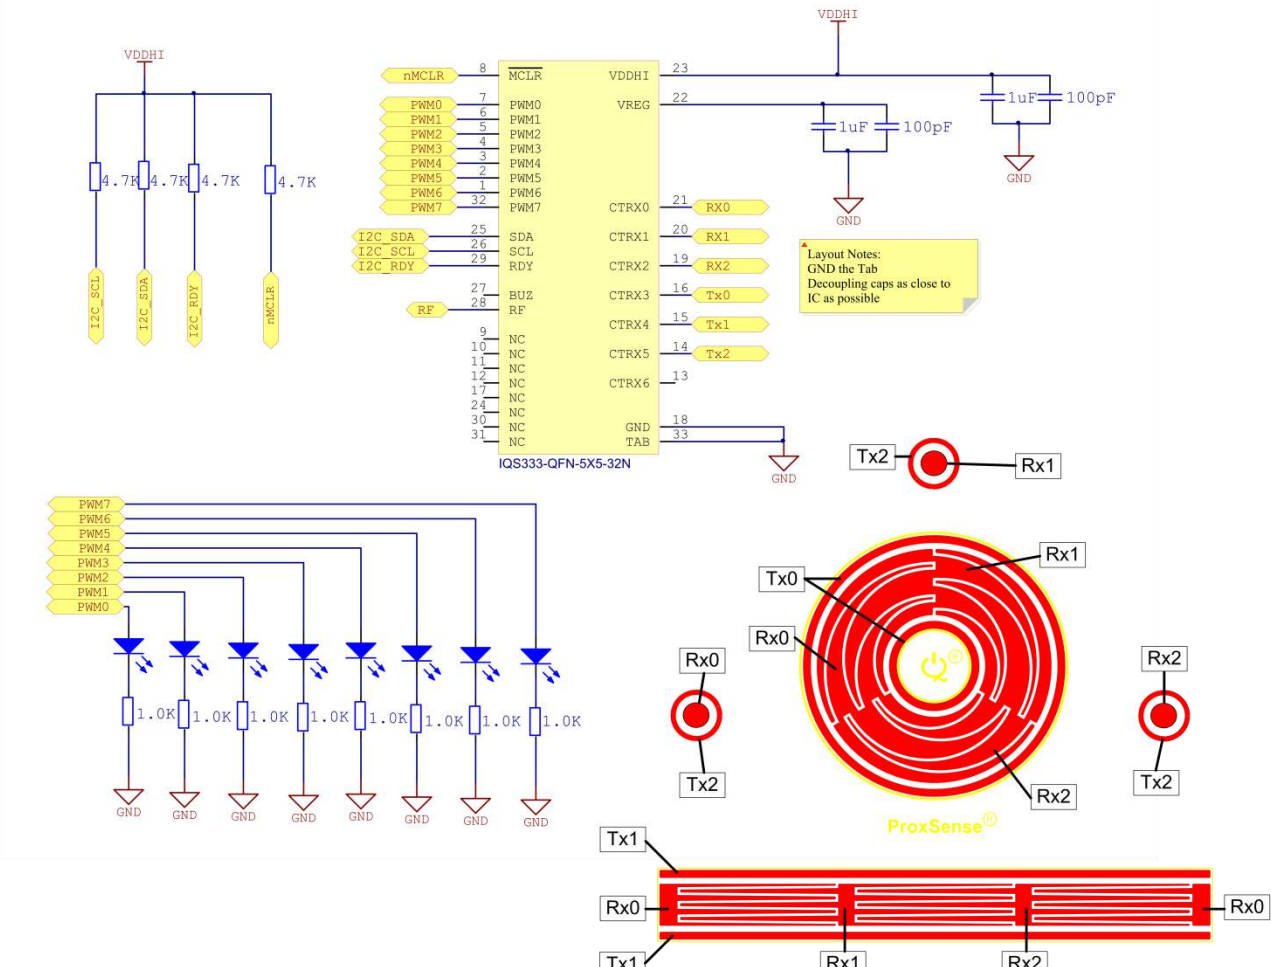 VDDHI
4.7K
4.7K
4.7K
4.7K
I2C_SCL
I2C_SDA
I2C_RDY
nMCLR
nMCLR 8 MCLR
PWM0 7 PWM0
PWM1 6 PWM1
PWM2 5 PWM2
PWM3 4 PWM3
PWM4 3 PWM4
PWM5 2 PWM5
PWM6 1 PWM6
PWM7 32 PWM7
I2C_SDA 25 SDA
I2C_SCL 26 SCL
I2C_RDY 29 RDY
27 BUZ
RF 28 RF
9 NC
10 NC
11 NC
12 NC
17 NC
24 NC
30 NC
31 NC
VDDHI 23
VREG 22
CTRX0 21 RX0
CTRX1 20 RX1
CTRX2 19 RX2
CTRX3 16 Tx0
CTRX4 15 Tx1
CTRX5 14 Tx2
CTRX6 13
GND 18
TAB 33
IQS333-QFN-5X5-32N
GND
VDDHI
1uF
100pF
GND
1uF
100pF
GND
Layout Notes:
GND the Tab
Decoupling caps as close to
IC as possible
PWM7
PWM6
PWM5
PWM4
PWM3
PWM2
PWM1
PWM0
1.0K
1.0K
1.0K
1.0K
1.0K
1.0K
1.0K
1.0K
GND
GND
GND
GND
GND
GND
GND
GND
Tx2
Rx1
Tx0
Rx1
Rx0
Rx2
®
Rx0
Tx2
Rx2
Tx2
ProxSense®
Tx1
Rx0
Rx0
Tx1
Rx1
Rx2